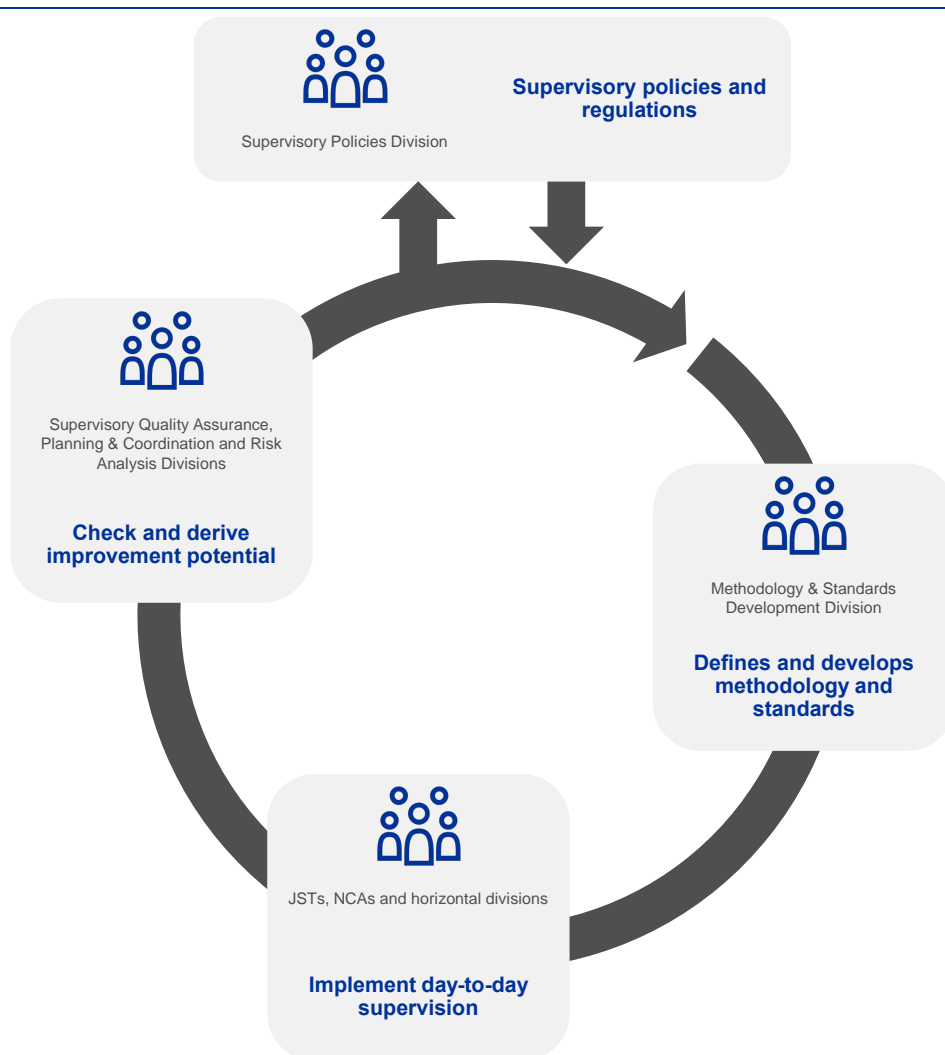 Supervisory Policies Division
Supervisory policies and
regulations
Supervisory Quality Assurance,
Planning & Coordination and Risk
Analysis Divisions
Check and derive
improvement potential
Methodology & Standards
Development Division
Defines and develops
methodology and
standards
JSTs, NCAs and horizontal divisions
Implement day-to-day
supervision